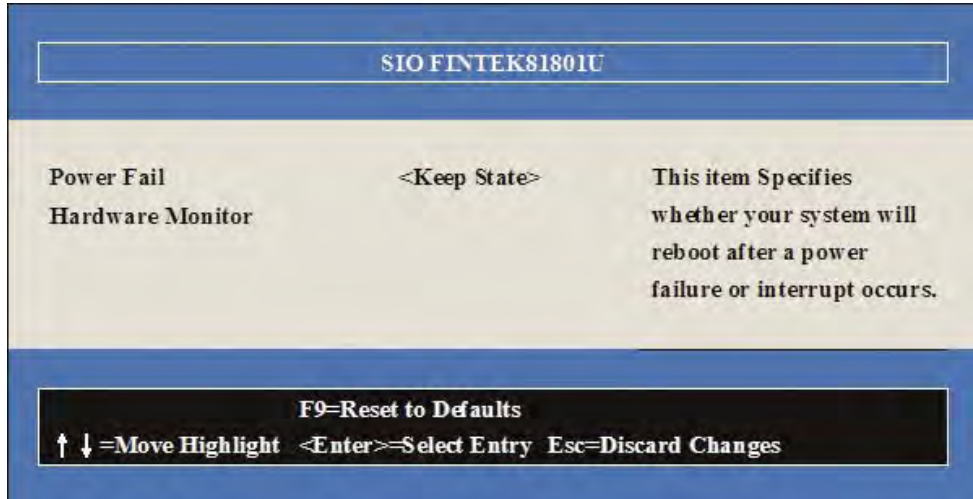 SIO FINTEK81801U
Power Fail <Keep State>
Hardware Monitor
This item Specifies
whether your system will
reboot after a power
failure or interrupt occurs.
F9=Reset to Defaults
↑ ↓ =Move Highlight <Enter>=Select Entry Esc=Discard Changes